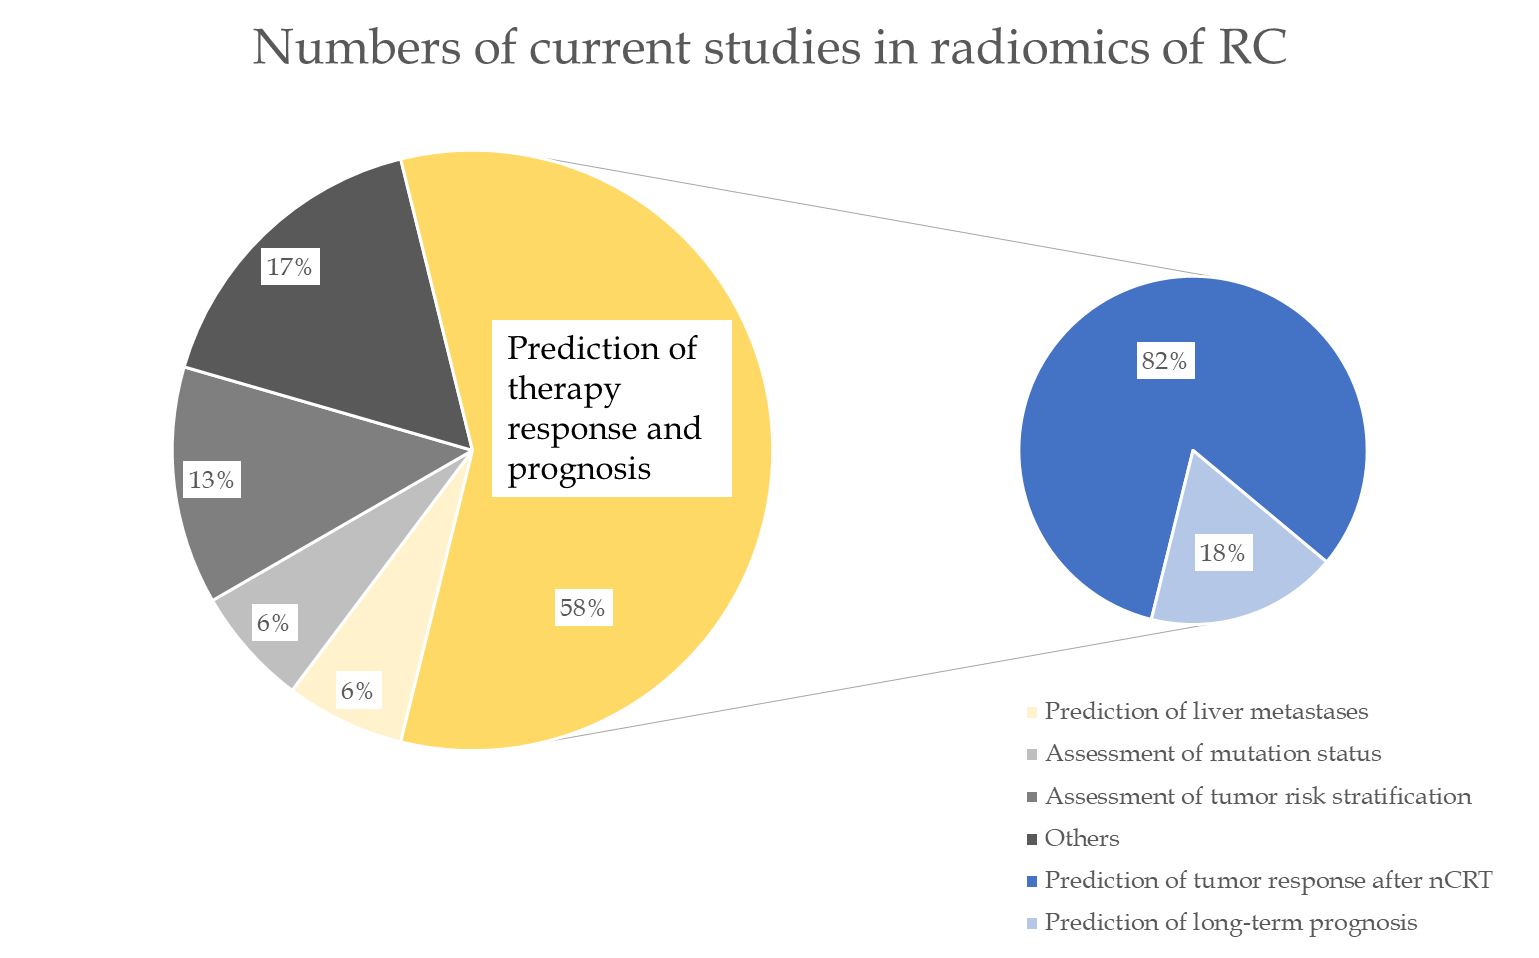 Numbers of current studies in radiomics of RC
17%
13%
6%
6%
58%
Prediction of
therapy
response and
prognosis
82%
18%
Prediction of liver metastases
Assessment of mutation status
Assessment of tumor risk stratification
Others
Prediction of tumor response after nCRT
Prediction of long-term prognosis